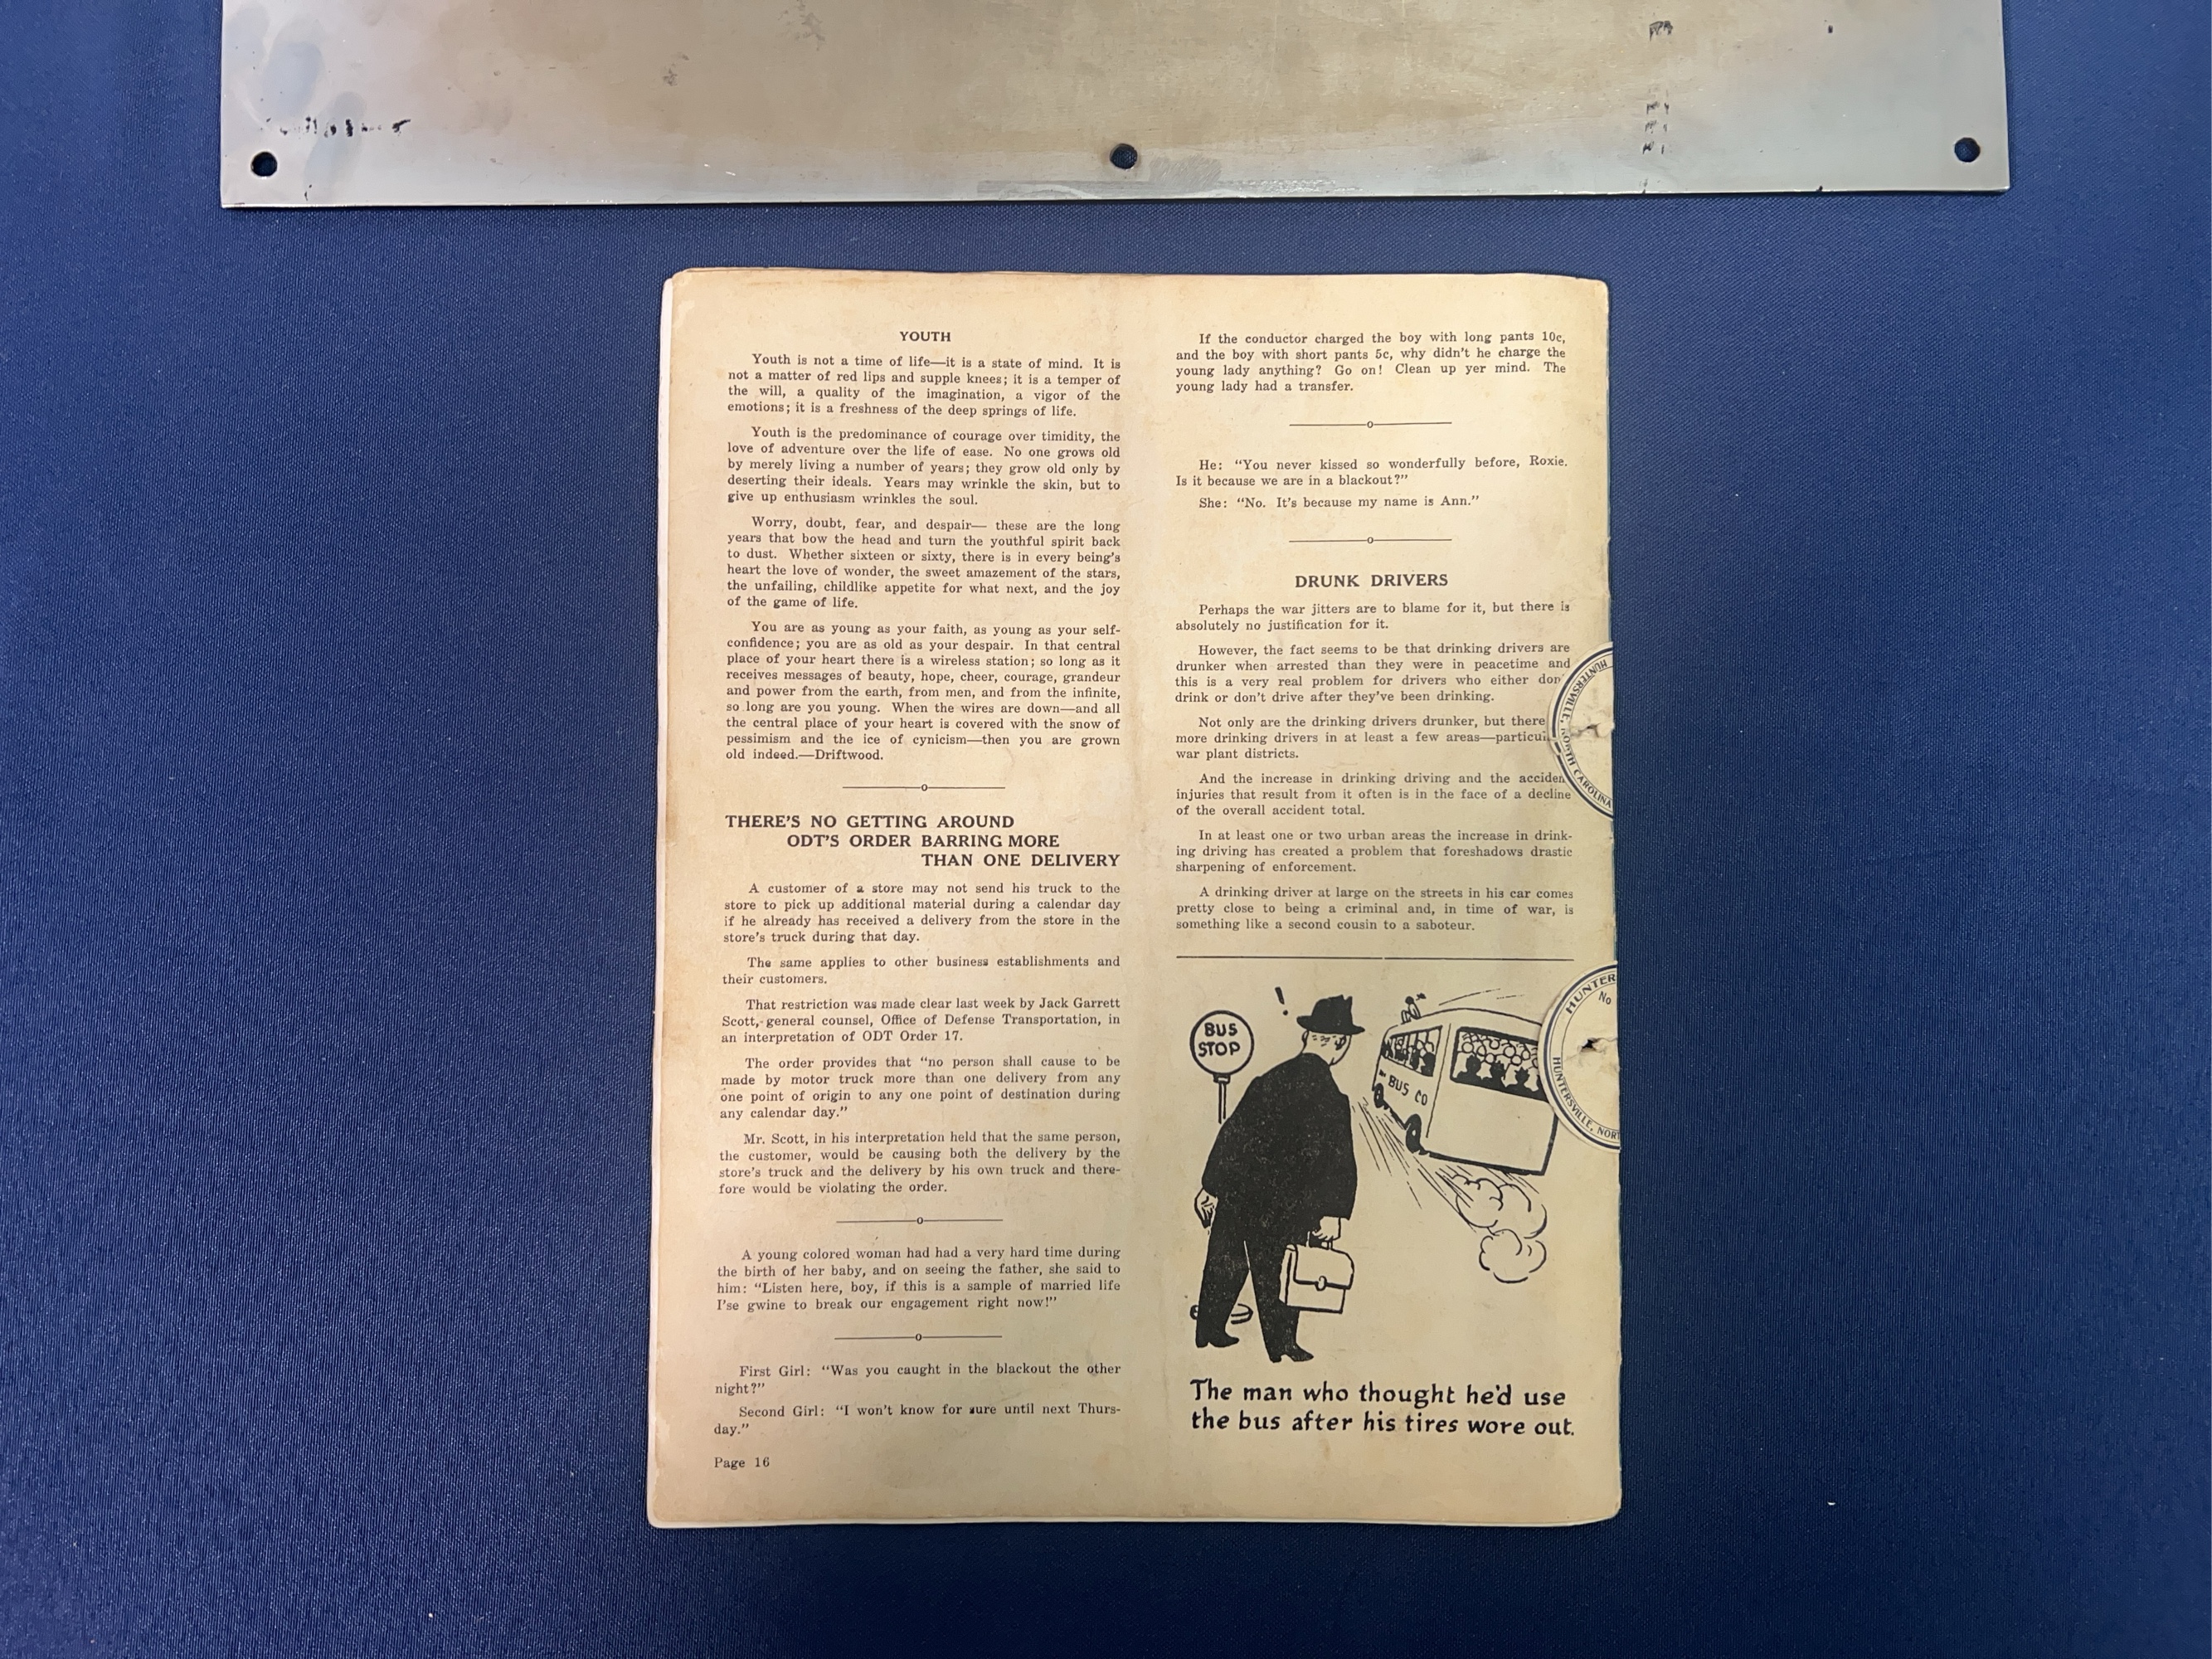 YOUTH
Youth is not a time of life—it is a state of mind. It is
not a matter of red lips and supple knees; it is a temper of
the will, a quality of the imagination, a vigor of the
emotions; it is a freshness of the deep springs of life.
Youth is the predominance of courage over timidity, the
love of adventure over the life of ease. No one grows old
by merely living a number of years; they grow old only by
deserting their ideals. Years may wrinkle the skin, but to
give up enthusiasm wrinkles the soul.
Worry, doubt, fear, and despair— these are the long
years that bow the head and turn the youthful spirit back
to dust. Whether sixteen or sixty, there is in every being's
heart the love of wonder, the sweet amazement of the stars,
the unfailing, childlike appetite for what next, and the joy
of the game of life.
You are as young as your faith, as young as your self-
confidence; you are as old as your despair. In that central
place of your heart there is a wireless station; so long as it
receives messages of beauty, hope, cheer, courage, grandeur
and power from the earth, from men, and from the infinite,
so long are you young. When the wires are down—and all
the central place of your heart is covered with the snow of
pessimism and the ice of cynicism—then you are grown
old indeed.—Driftwood.
THERE'S NO GETTING AROUND
ODT'S ORDER BARRING MORE
THAN ONE DELIVERY
A customer of a store may not send his truck to the
store to pick up additional material during a calendar day
if he already has received a delivery from the store in the
store's truck during that day.
The same applies to other business establishments and
their customers.
That restriction was made clear last week by Jack Garrett
Scott, general counsel, Office of Defense Transportation, in
an interpretation of ODT Order 17.
The order provides that "no person shall cause to be
made by motor truck more than one delivery from any
one point of origin to any one point of destination during
any calendar day."
Mr. Scott, in his interpretation held that the same person,
the customer, would be causing both the delivery by the
store's truck and the delivery by his own truck and there-
fore would be violating the order.
A young colored woman had had a very hard time during
the birth of her baby, and on seeing the father, she said to
him: "Listen here, boy, if this is a sample of married life
I'se gwine to break our engagement right now!"
First Girl: "Was you caught in the blackout the other
night?"
Second Girl: "I won't know for sure until next Thurs-
day."
Page 16
If the conductor charged the boy with long pants 10c,
and the boy with short pants 5c, why didn't he charge the
young lady anything? Go on! Clean up yer mind. The
young lady had a transfer.
He: "You never kissed so wonderfully before, Roxie.
Is it because we are in a blackout?"
She: "No. It's because my name is Ann."
DRUNK DRIVERS
Perhaps the war jitters are to blame for it, but there is
absolutely no justification for it.
However, the fact seems to be that drinking drivers are
drunker when arrested than they were in peacetime and
this is a very real problem for drivers who either don'
drink or don't drive after they've been drinking.
Not only are the drinking drivers drunker, but there
more drinking drivers in at least a few areas—
war plant districts.
And the increase in drinking driving and the
injuries that result from it often is in the face of a decline
of the overall accident total.
In at least one or two urban areas the increase in drink-
ing driving has created a problem that foreshadows drastic
sharpening of enforcement.
A drinking driver at large on the streets in his car comes
pretty close to being a criminal and, in time of war, is
something like a second cousin to a saboteur.
BUS
STOP
!
BUS CO
The man who thought he'd use
the bus after his tires wore out.
HUNTERSVILLE, NORTH CAROLINA
HUNTER
No
HUNTERSVILLE, NOR